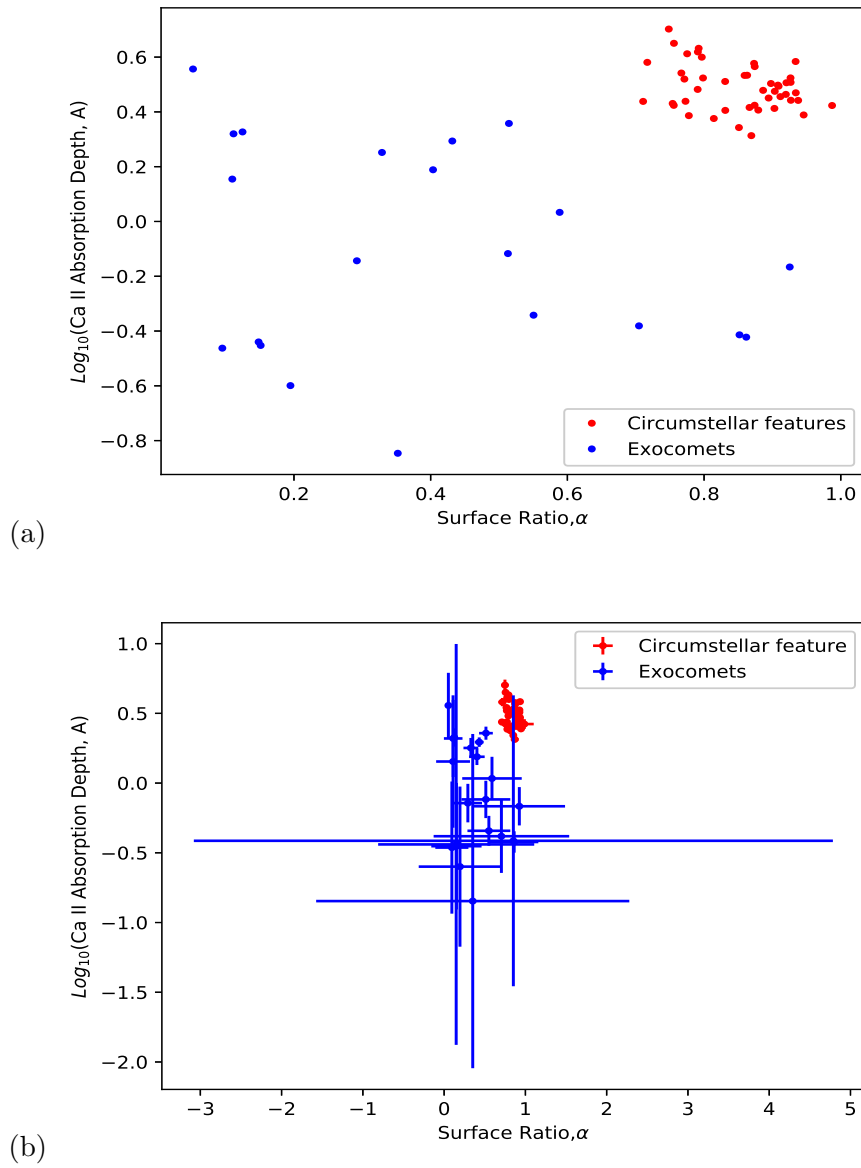 0.6
0.4
0.2
0.0
−0.2
−0.4
−0.6
−0.8
Log10(Ca II Absorption Depth, A)
Circumstellar features
Exocomets
0.2 0.4 0.6 0.8 1.0
Surface Ratio,α
(a)
1.0
0.5
0.0
−0.5
−1.0
−1.5
−2.0
Log10(Ca II Absorption Depth, A)
Circumstellar feature
Exocomets
−3 −2 −1 0 1 2 3 4 5
Surface Ratio,α
(b)